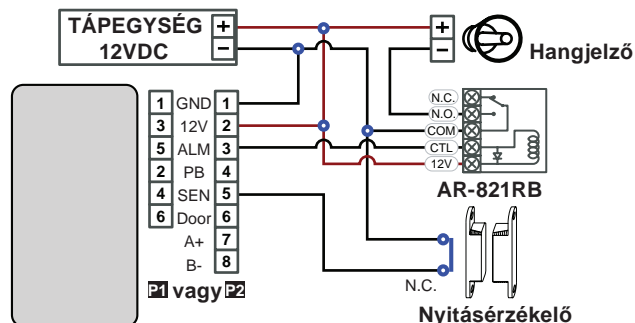 TÁPEGYSÉG
12VDC
+
−
+
−
Hangjelző
1 GND 1
3 12V 2
5 ALM 3
2 PB 4
4 SEN 5
6 Door 6
A+ 7
B- 8
P1 vagy P2
N.C.
N.O.
COM
CTL
12V
AR-821RB
N.C.
Nyitásérzékelő